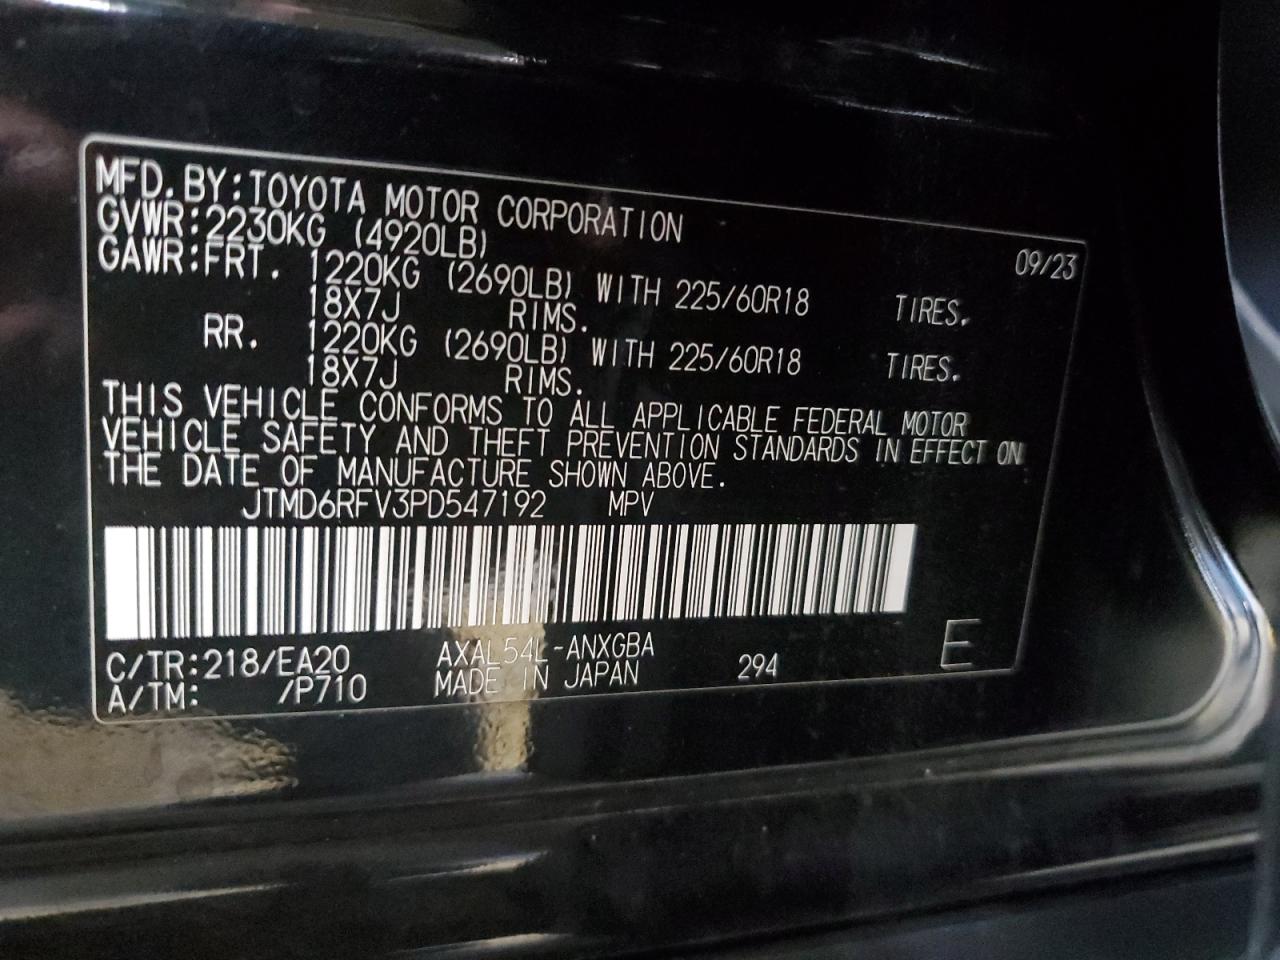 MFD. BY: TOYOTA MOTOR CORPORATION 09/23
GVWR: 2230KG (4920LB)
GAWR: FRT. 1220KG (2690LB) WITH 225/60R18 TIRES.
18X7J RIMS.
RR. 1220KG (2690LB) WITH 225/60R18 TIRES.
18X7J RIMS.
THIS VEHICLE CONFORMS TO ALL APPLICABLE FEDERAL MOTOR
VEHICLE SAFETY AND THEFT PREVENTION STANDARDS IN EFFECT ON
THE DATE OF MANUFACTURE SHOWN ABOVE.
JTMD6RFV3PD547192 MPV
C/TR: 218/EA20 AXAL54L-ANXGBA 294 E
A/TM: /P710 MADE IN JAPAN